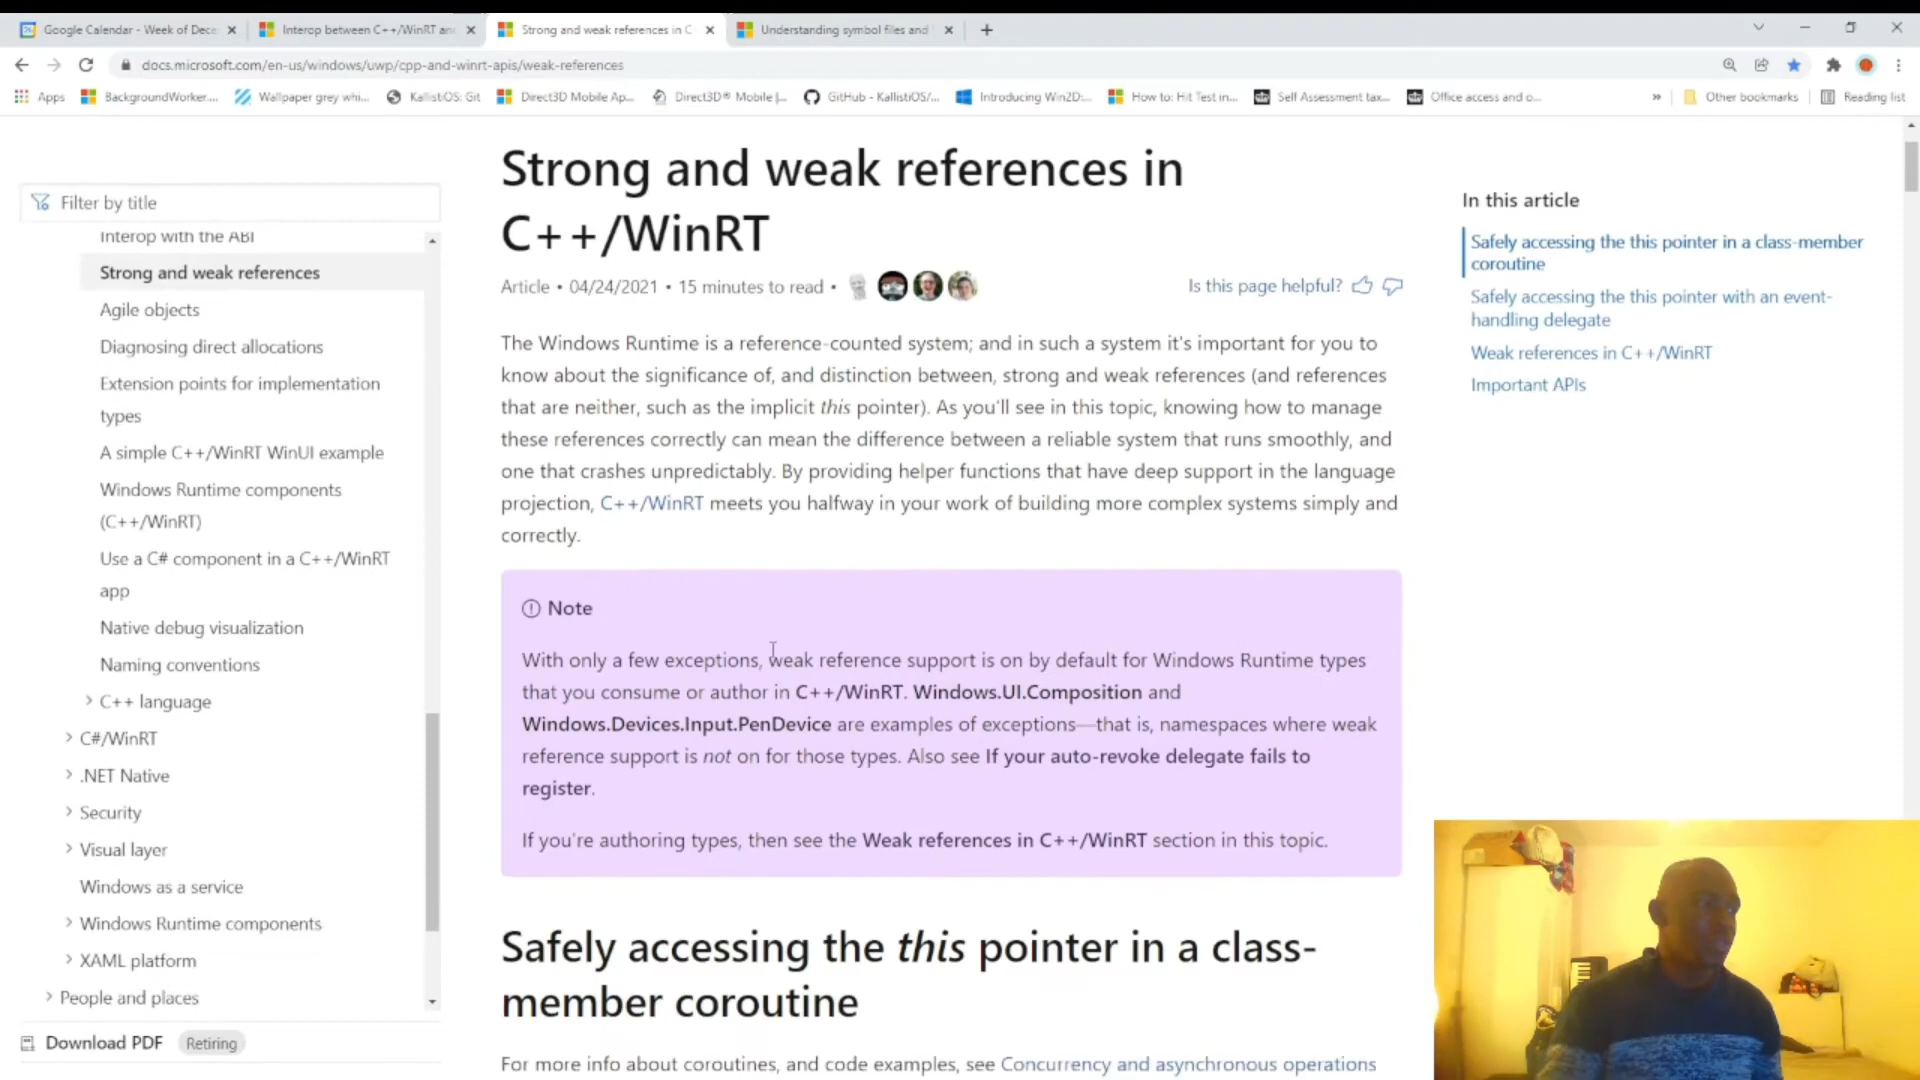 Google Calendar - Week of Dece
Interop between C++/WinRT and
Strong and weak references in C
Understanding symbol files and
docs.microsoft.com/en-us/windows/uwp/cpp-and-winrt-apis/weak-references
Apps
BackgroundWorker....
Wallpaper grey whi...
KallistiOS: Git
Direct3D Mobile Ap...
Direct3D® Mobile |...
GitHub - KallistiOS/...
Introducing Win2D:...
How to: Hit Test in...
Self Assessment tax...
Office access and o...
»
Other bookmarks
Reading list
Filter by title
Interop with the ABI
Strong and weak references
Agile objects
Diagnosing direct allocations
Extension points for implementation
types
A simple C++/WinRT WinUI example
Windows Runtime components
(C++/WinRT)
Use a C# component in a C++/WinRT
app
Native debug visualization
Naming conventions
C++ language
C#/WinRT
.NET Native
Security
Visual layer
Windows as a service
Windows Runtime components
XAML platform
People and places
Download PDF Retiring
Strong and weak references in
C++/WinRT
Article • 04/24/2021 • 15 minutes to read •
Is this page helpful?
The Windows Runtime is a reference-counted system; and in such a system it's important for you to
know about the significance of, and distinction between, strong and weak references (and references
that are neither, such as the implicit this pointer). As you'll see in this topic, knowing how to manage
these references correctly can mean the difference between a reliable system that runs smoothly, and
one that crashes unpredictably. By providing helper functions that have deep support in the language
projection, C++/WinRT meets you halfway in your work of building more complex systems simply and
correctly.
Note
With only a few exceptions, weak reference support is on by default for Windows Runtime types
that you consume or author in C++/WinRT. Windows.UI.Composition and
Windows.Devices.Input.PenDevice are examples of exceptions—that is, namespaces where weak
reference support is not on for those types. Also see If your auto-revoke delegate fails to
register.
If you're authoring types, then see the Weak references in C++/WinRT section in this topic.
Safely accessing the this pointer in a class-
member coroutine
For more info about coroutines, and code examples, see Concurrency and asynchronous operations
In this article
Safely accessing the this pointer in a class-member
coroutine
Safely accessing the this pointer with an event-
handling delegate
Weak references in C++/WinRT
Important APIs